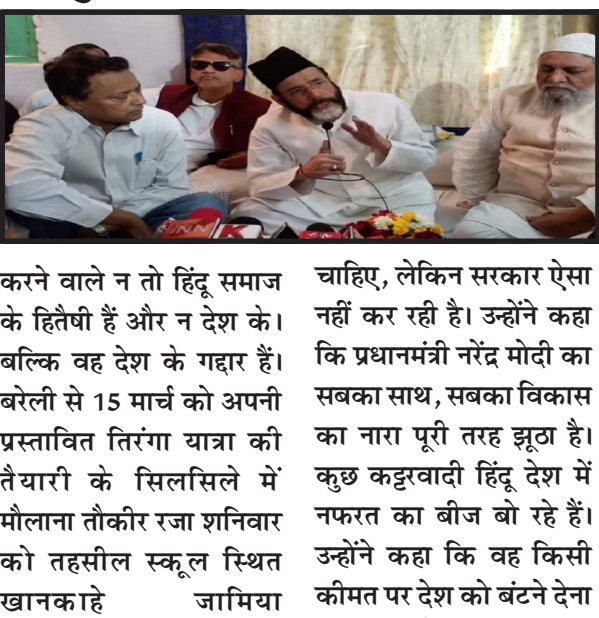 करने वाले न तो हिंदू समाज
के हितैषी हैं और न देश के।
बल्कि वह देश के गद्दार हैं।
बरेली से 15 मार्च को अपनी
प्रस्तावित तिरंगा यात्रा की
तैयारी के सिलसिले में
मौलाना तौकीर रजा शनिवार
को तहसील स्कूल स्थित
खानकाहे जामिया
चाहिए, लेकिन सरकार ऐसा
नहीं कर रही है। उन्होंने कहा
कि प्रधानमंत्री नरेंद्र मोदी का
सबका साथ, सबका विकास
का नारा पूरी तरह झूठा है।
कुछ कट्टरवादी हिंदू देश में
नफरत का बीज बो रहे हैं।
उन्होंने कहा कि वह किसी
कीमत पर देश को बंटने देना